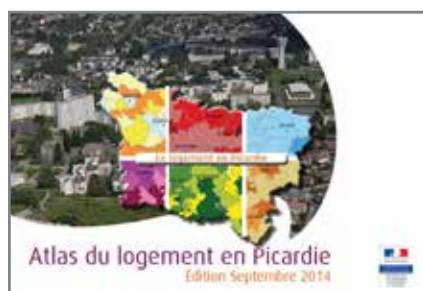 Le logement en Picardie
Atlas du logement en Picardie
Édition Septembre 2014